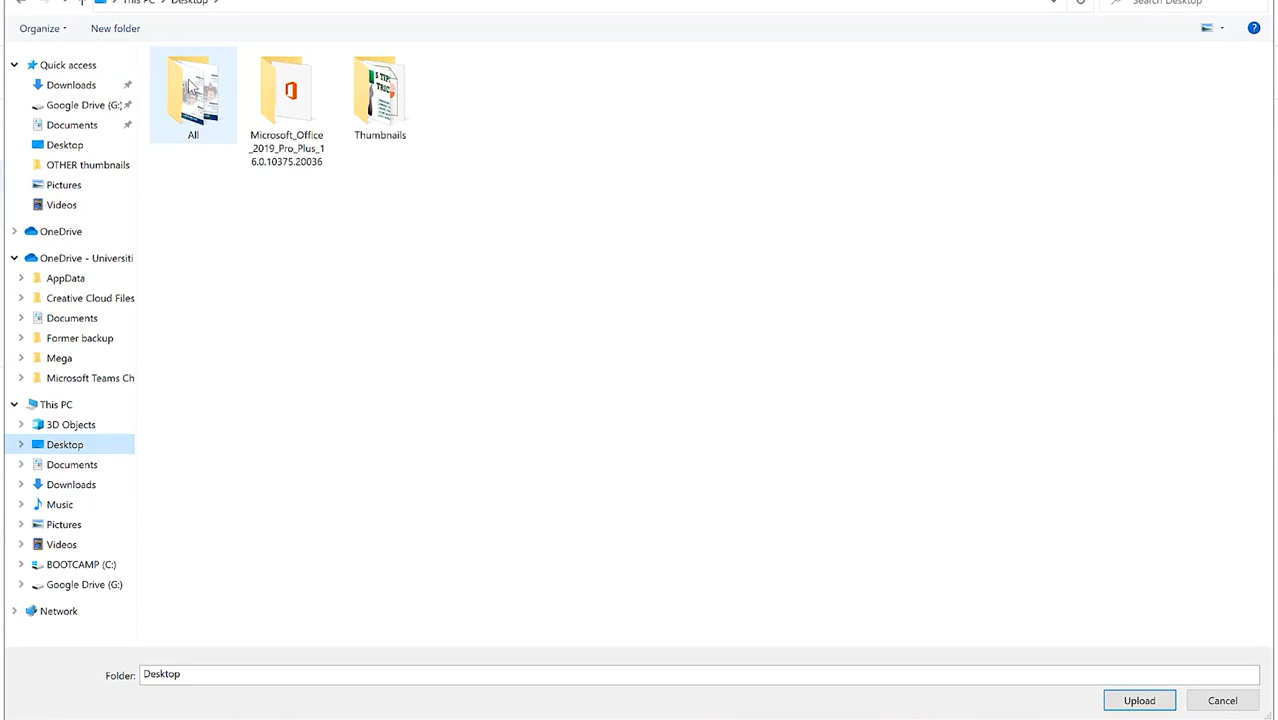 This PC > Desktop >
Search Desktop
Organize
New folder
Quick access
Downloads
Google Drive (G:)
Documents
Desktop
OTHER thumbnails
Pictures
Videos
OneDrive
OneDrive - Universiti
AppData
Creative Cloud Files
Documents
Former backup
Mega
Microsoft Teams Ch
This PC
3D Objects
Desktop
Documents
Downloads
Music
Pictures
Videos
BOOTCAMP (C:)
Google Drive (G:)
Network
All
Microsoft_Office
_2019_Pro_Plus_1
6.0.10375.20036
5 TIP
TRIC
Thumbnails
Folder: Desktop
Upload
Cancel